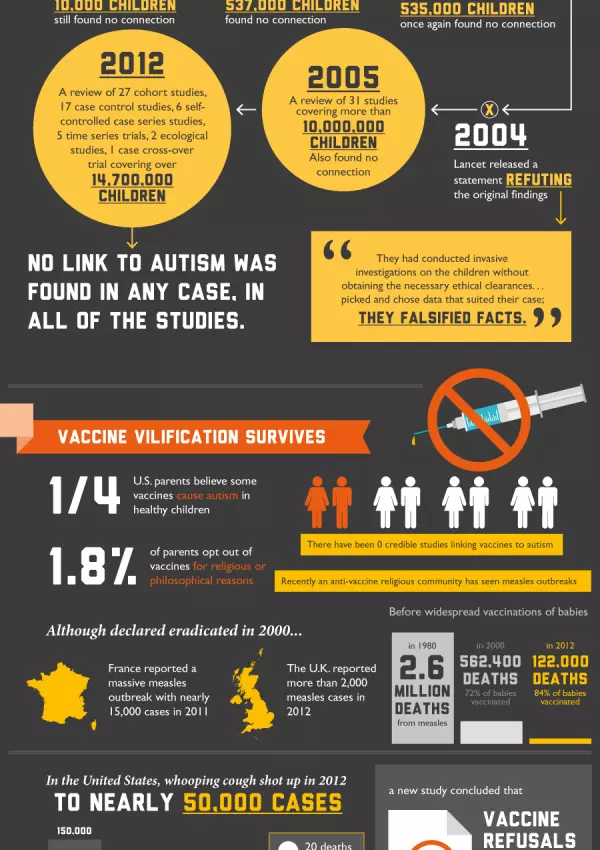 10,000 CHILDREN
still found no connection
537,000 CHILDREN
found no connection
535,000 CHILDREN
once again found no connection
2012
A review of 27 cohort studies,
17 case control studies, 6 self-
controlled case series studies,
5 time series trials, 2 ecological
studies, 1 case cross-over
trial covering over
14,700,000
CHILDREN
2005
A review of 31 studies
covering more than
10,000,000
CHILDREN
Also found no
connection
X
2004
Lancet released a
statement REFUTING
the original findings
NO LINK TO AUTISM WAS
FOUND IN ANY CASE, IN
ALL OF THE STUDIES.
“ They had conducted invasive
investigations on the children without
obtaining the necessary ethical clearances...
picked and chose data that suited their case;
THEY FALSIFIED FACTS. ”
VACCINE VILIFICATION SURVIVES
1/4
U.S. parents believe some
vaccines cause autism in
healthy children
There have been 0 credible studies linking vaccines to autism
1.8%
of parents opt out of
vaccines for religious or
philosophical reasons
Recently an anti-vaccine religious community has seen measles outbreaks
Although declared eradicated in 2000...
France reported a
massive measles
outbreak with nearly
15,000 cases in 2011
The U.K. reported
more than 2,000
measles cases in
2012
Before widespread vaccinations of babies
in 1980
2.6
MILLION
DEATHS
from measles
in 2000
562,400
DEATHS
72% of babies
vaccinated
in 2012
122,000
DEATHS
84% of babies
vaccinated
In the United States, whooping cough shot up in 2012
TO NEARLY 50,000 CASES
150,000
20 deaths
a new study concluded that
VACCINE
REFUSALS